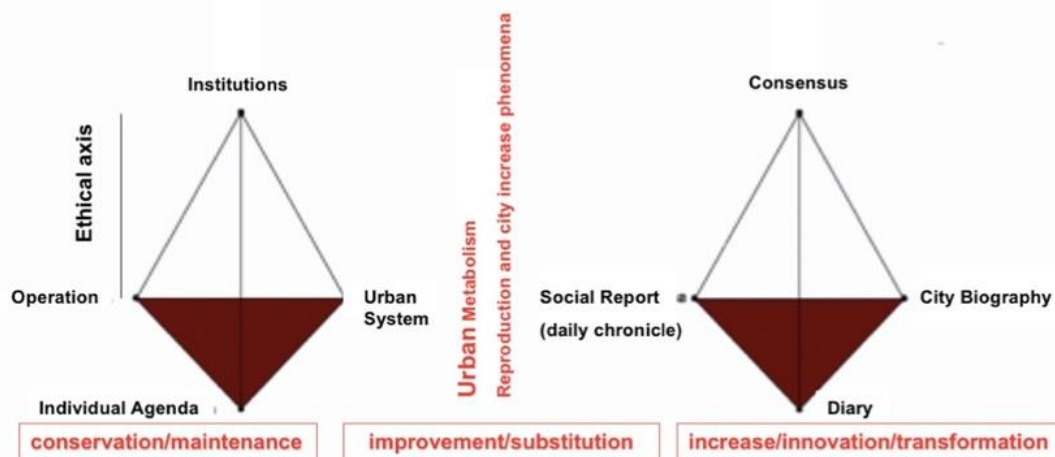 Institutions
Consensus
Ethical axis
Urban Metabolism
Reproduction and city increase phenomena
Operation
Urban
System
Social Report
(daily chronicle)
City Biography
Individual Agenda
Diary
conservation/maintenance
improvement/substitution
increase/innovation/transformation